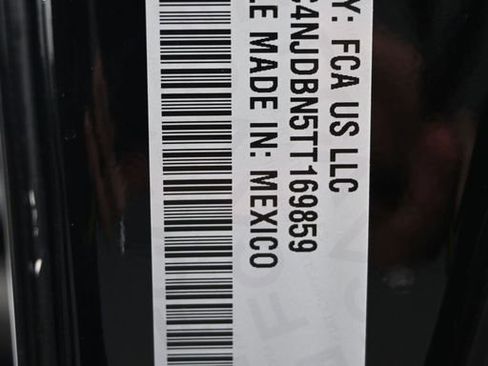 Y: FCA US LLC
C4NJDBN5TT169859
LE MADE IN: MEXICO